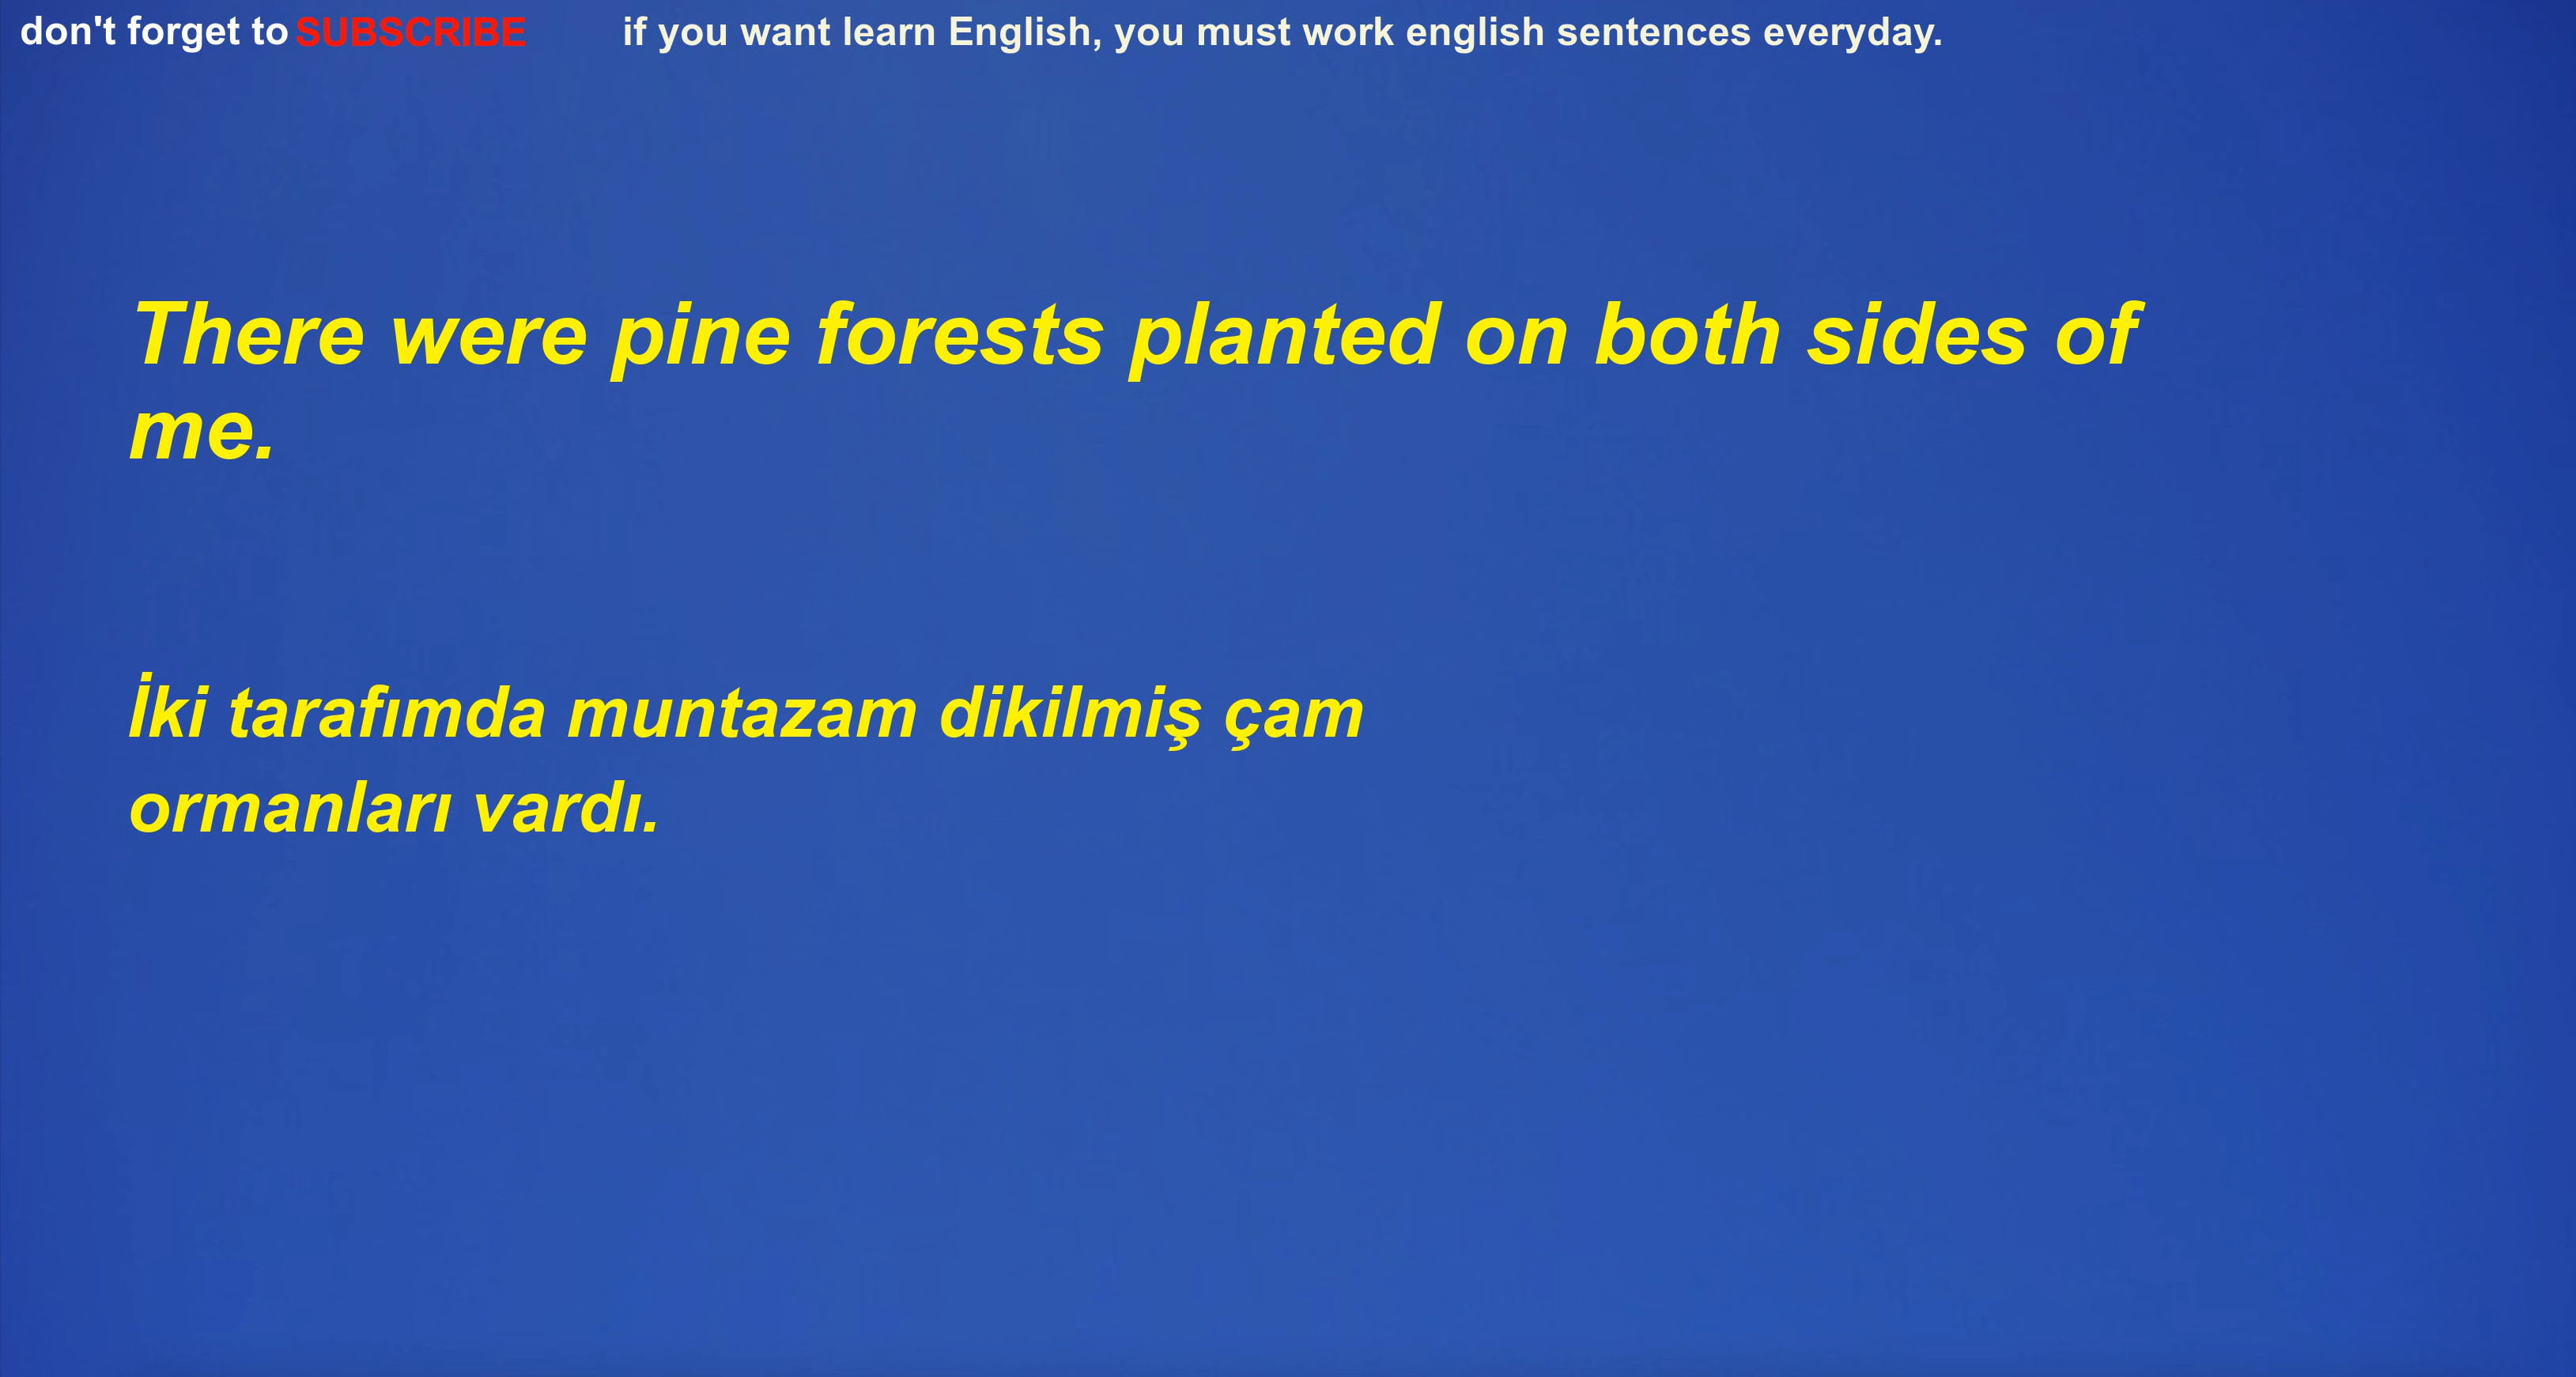 don't forget to SUBSCRIBE if you want learn English, you must work english sentences everyday.
There were pine forests planted on both sides of
me.
İki tarafımda muntazam dikilmiş çam
ormanları vardı.